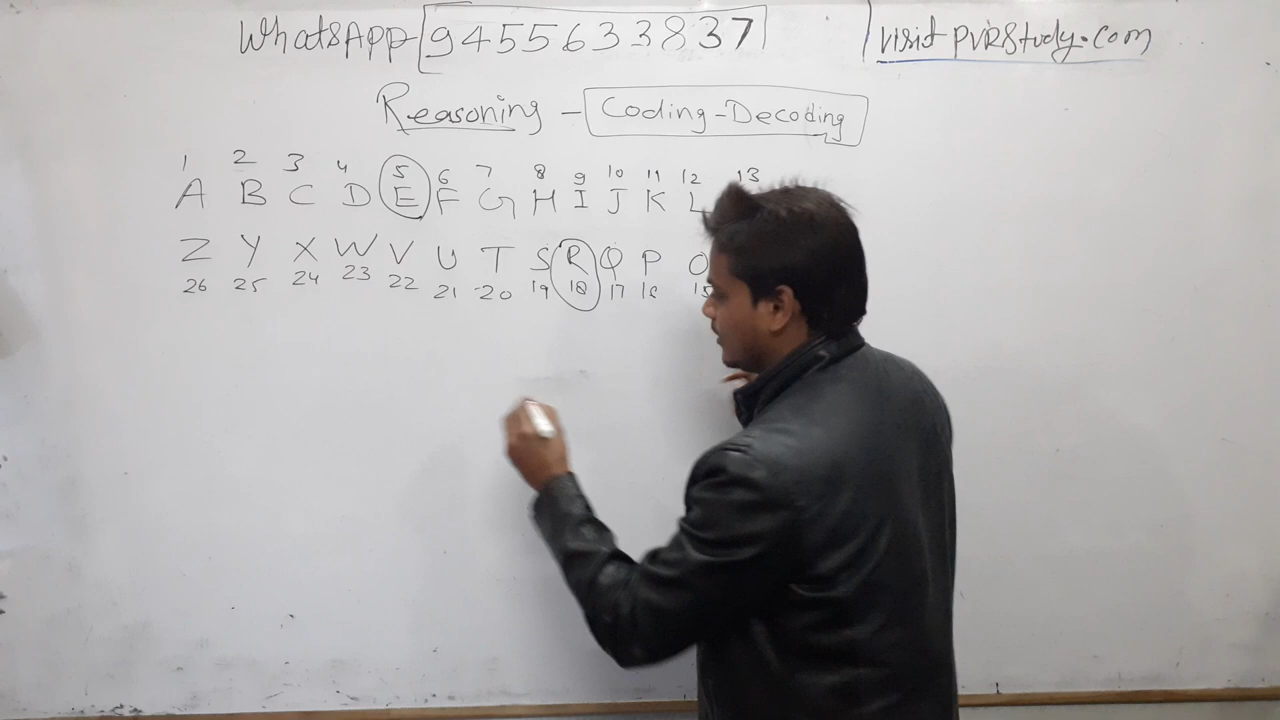 WhatsApp-9455633837
visit PVRStudy.com
Reasoning - Coding-Decoding
1 2 3 4 5 6 7 8 9 10 11 12 13
A B C D E F G H I J K L
Z Y X W V U T S R Q P O
26 25 24 23 22 21 20 19 18 17 16 15